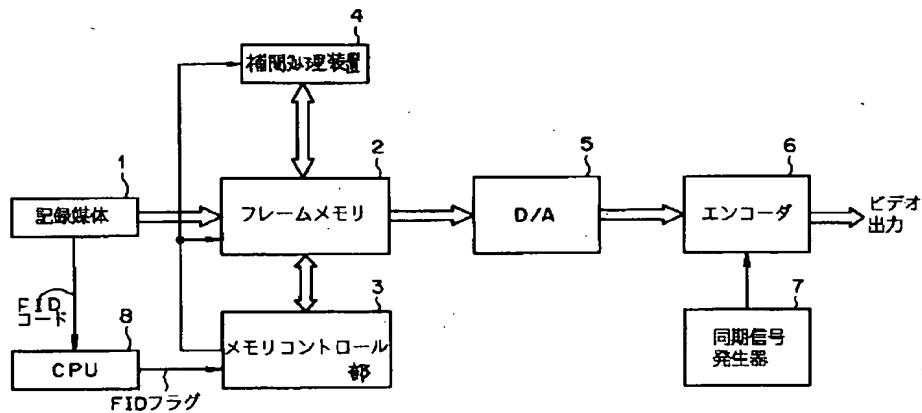 4
補間処理装置
1
記録媒体
2
フレームメモリ
5
D/A
6
エンコーダ
ビデオ
出力
FID
コード
8
CPU
FIDフラグ
3
メモリコントロール
部
7
同期信号
発生器